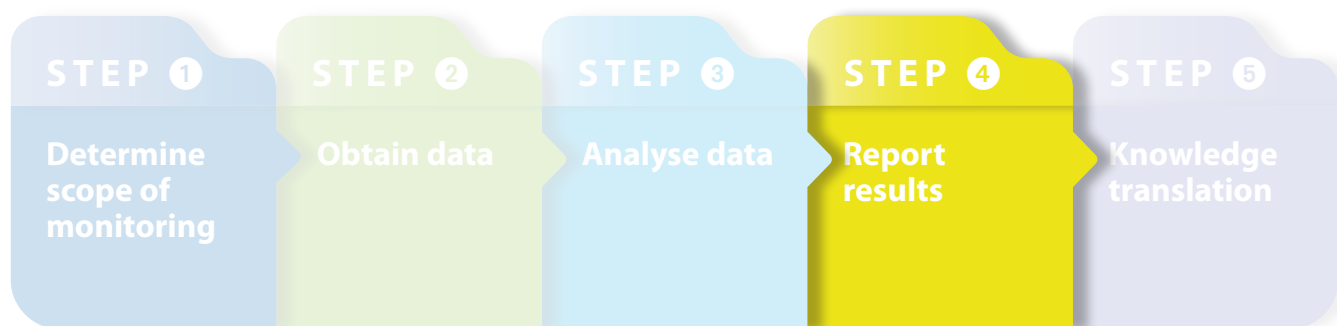 STEP 1
Determine
scope of
monitoring
STEP 2
Obtain data
STEP 3
Analyse data
STEP 4
Report
results
STEP 5
Knowledge
translation